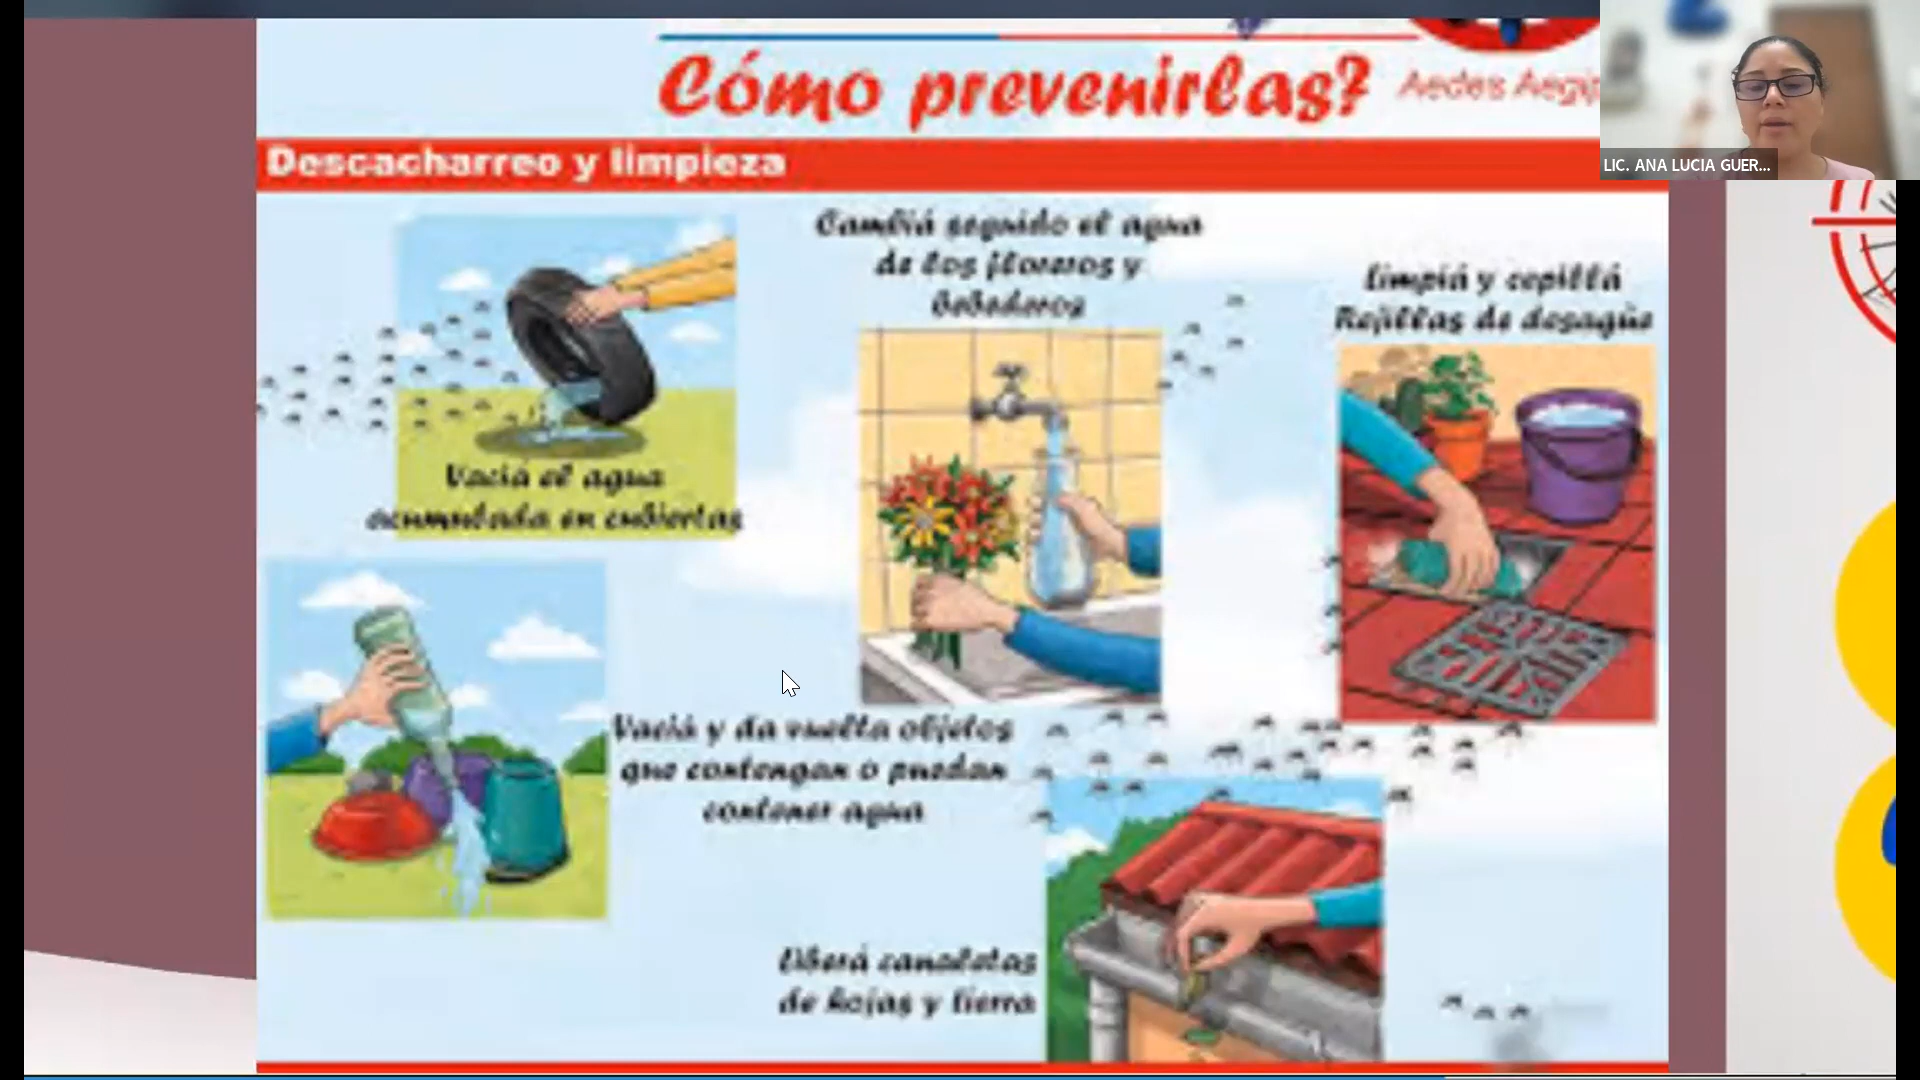 Cómo prevenirlas?
Aedes Aegip
LIC. ANA LUCIA GUER...
Descacharreo y limpieza
Cambiá seguido el agua
de los floreros y
bebederos
Limpiá y cepillá
Rejillas de desagüe
Vaciá el agua
acumulada en cubiertas
Vaciá y da vuelta objetos
que contengan o puedan
contener agua
Liberá canaletas
de hojas y tierra